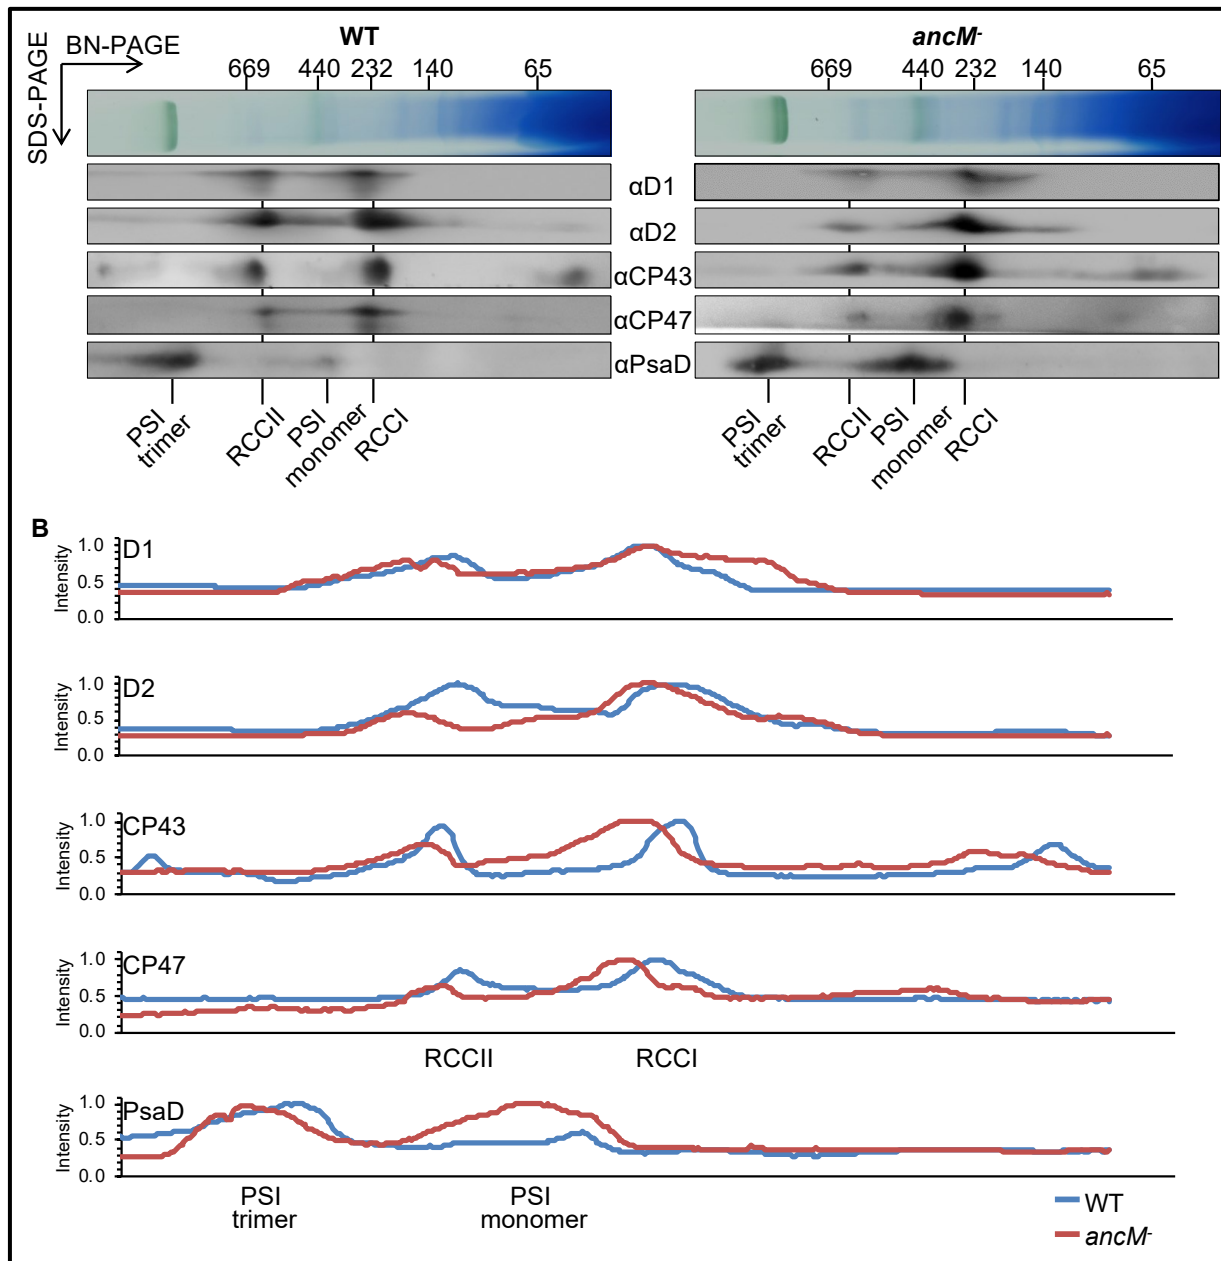 SDS-PAGE
BN-PAGE
WT
ancM-
669 440 232 140 65
669 440 232 140 65
αD1
αD2
αCP43
αCP47
αPsaD
PSI
trimer
RCCII
PSI
monomer
RCCI
PSI
trimer
RCCII
PSI
monomer
RCCI
B
D1
Intensity
1.0
0.5
0.0
D2
Intensity
1.0
0.5
0.0
CP43
Intensity
1.0
0.5
0.0
CP47
Intensity
1.0
0.5
0.0
RCCII
RCCI
PsaD
Intensity
1.0
0.5
0.0
PSI
trimer
PSI
monomer
WT
ancM-